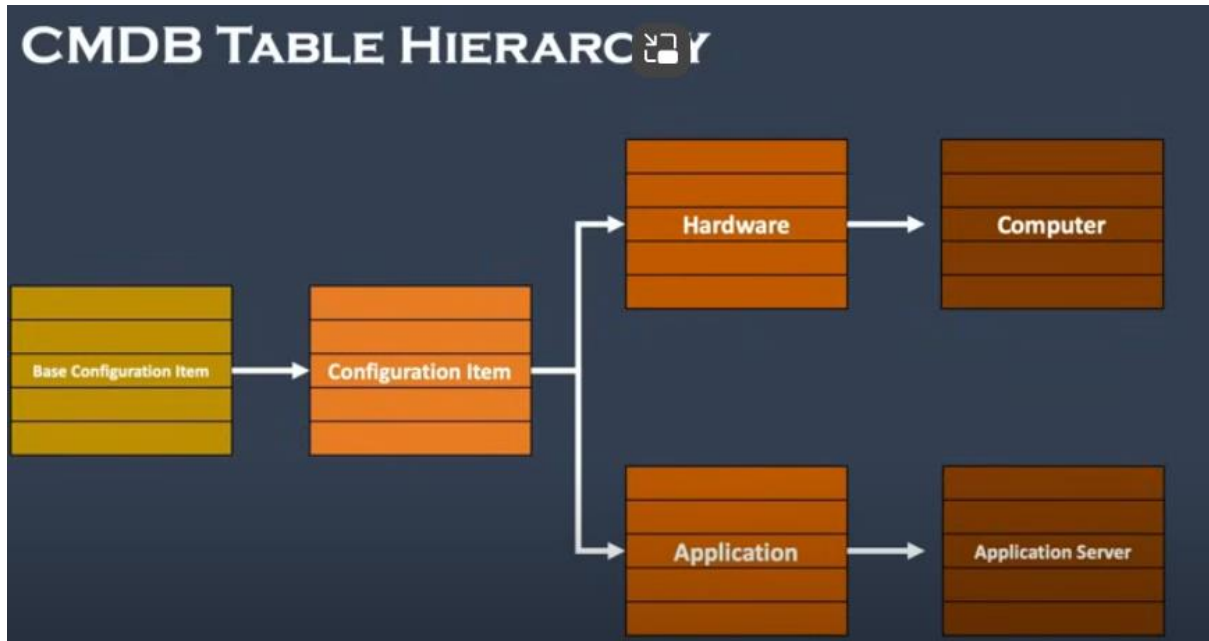 CMDB TABLE HIERARC Y
Hardware
Computer
Base Configuration Item
Configuration Item
Application
Application Server